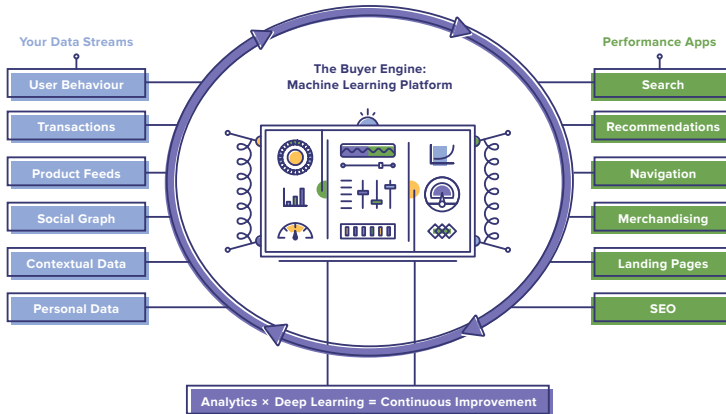 Your Data Streams
User Behaviour
Transactions
Product Feeds
Social Graph
Contextual Data
Personal Data
The Buyer Engine:
Machine Learning Platform
Performance Apps
Search
Recommendations
Navigation
Merchandising
Landing Pages
SEO
Analytics × Deep Learning = Continuous Improvement